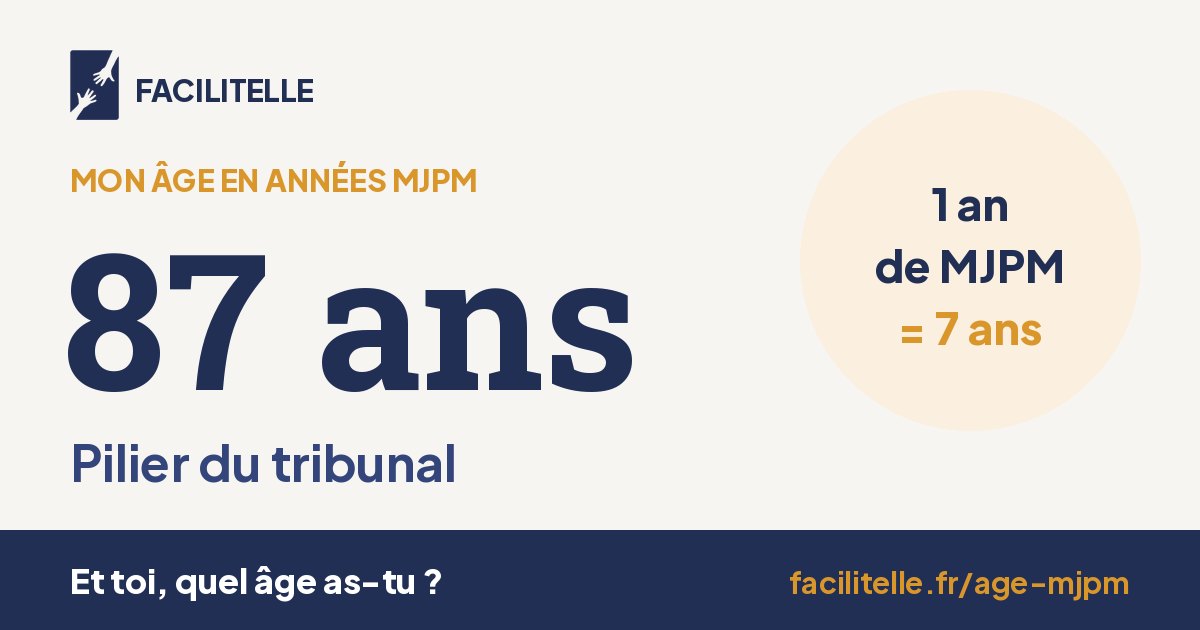 FACILITELLE
MON ÂGE EN ANNÉES MJPM
87 ans
Pilier du tribunal
1 an
de MJPM
= 7 ans
Et toi, quel âge as-tu ?
facilitelle.fr/age-mjpm